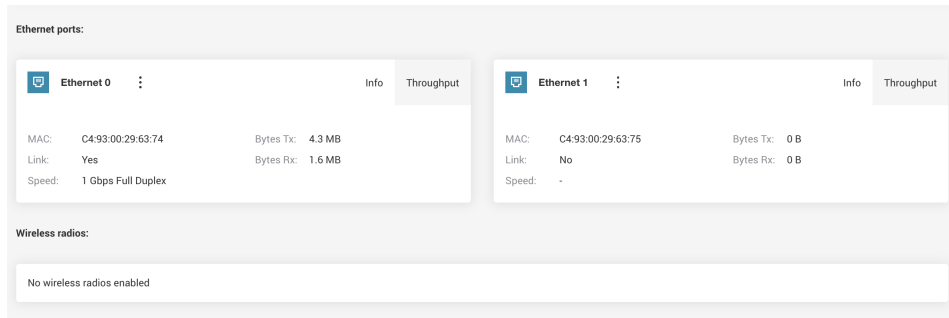 Ethernet ports:
Ethernet 0 Info Throughput
MAC: C4:93:00:29:63:74 Bytes Tx: 4.3 MB
Link: Yes Bytes Rx: 1.6 MB
Speed: 1 Gbps Full Duplex
Ethernet 1 Info Throughput
MAC: C4:93:00:29:63:75 Bytes Tx: 0 B
Link: No Bytes Rx: 0 B
Speed: -
Wireless radios:
No wireless radios enabled